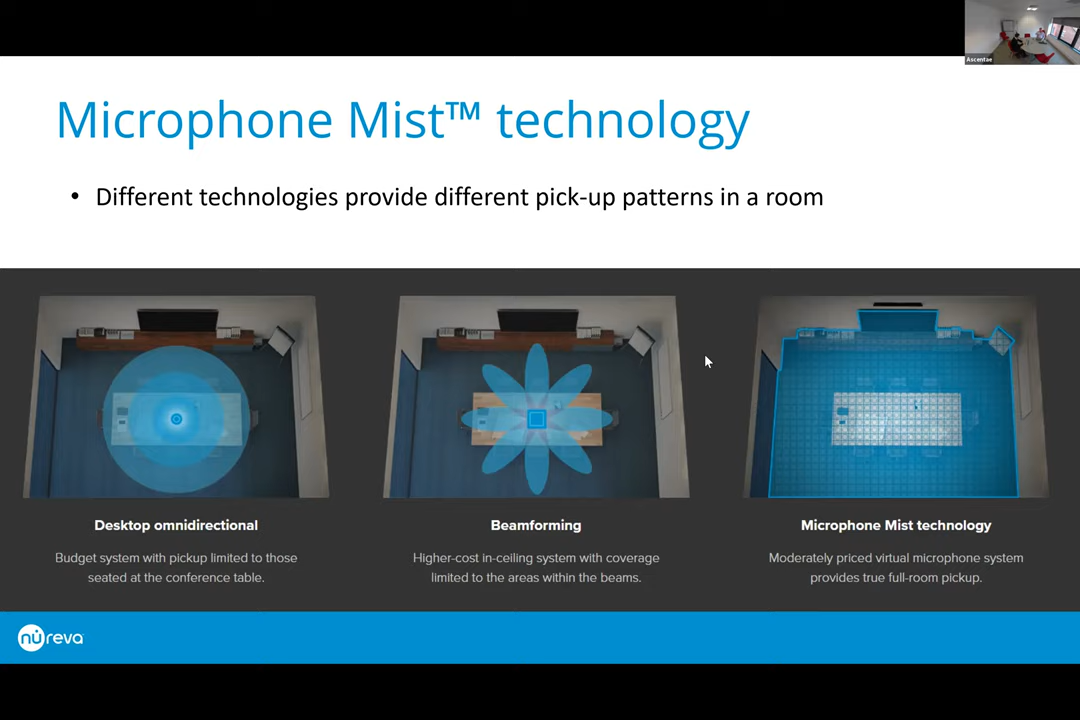 Ascentae
Microphone Mist™ technology
• Different technologies provide different pick-up patterns in a room
Desktop omnidirectional
Budget system with pickup limited to those
seated at the conference table.
Beamforming
Higher-cost in-ceiling system with coverage
limited to the areas within the beams.
Microphone Mist technology
Moderately priced virtual microphone system
provides true full-room pickup.
nureva